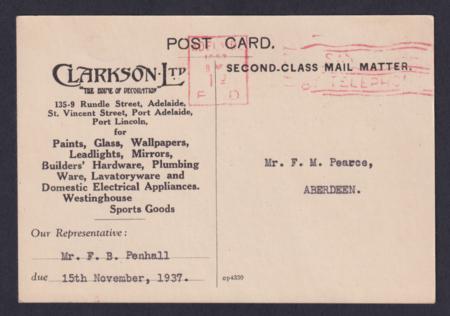 POST CARD.
SECOND-CLASS MAIL MATTER.
CLARKSON·LTD
"THE HOUSE OF DECORATION"
135-9 Rundle Street, Adelaide,
St. Vincent Street, Port Adelaide,
Port Lincoln,
for
Paints, Glass, Wallpapers,
Leadlights, Mirrors,
Builders' Hardware, Plumbing
Ware, Lavatoryware and
Domestic Electrical Appliances.
Westinghouse
Sports Goods
Our Representative:
Mr. F. B. Penhall
due 15th November, 1937.
Mr. F. M. Pearce,
ABERDEEN.
cp4330